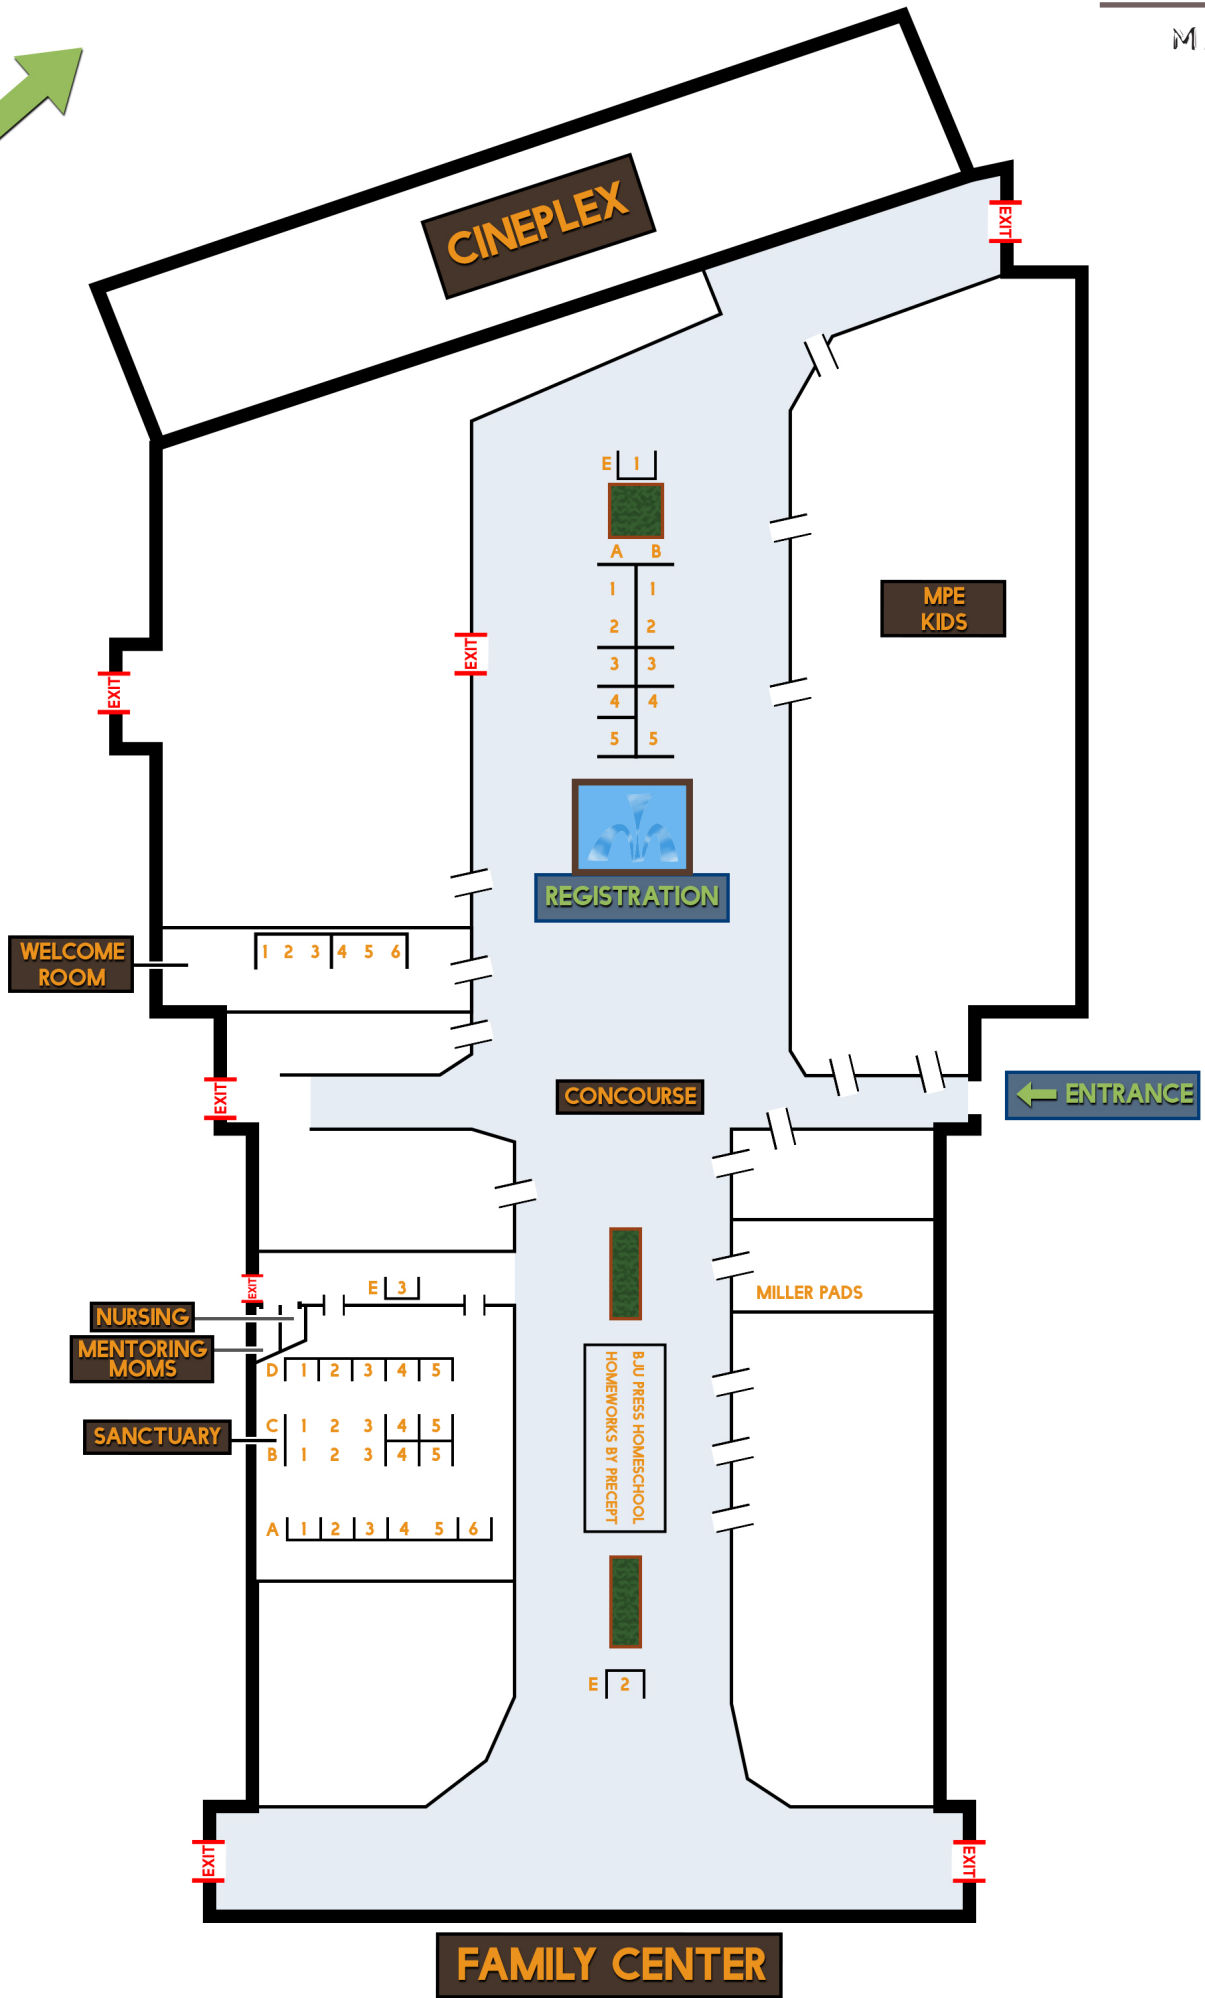 M
CINEPLEX
EXIT
E 1
A B
1 1
2 2
3 3
4 4
5 5
MPE
KIDS
EXIT
EXIT
REGISTRATION
WELCOME
ROOM
1 2 3 4 5 6
EXIT
CONCOURSE
ENTRANCE
EXIT
E 3
MILLER PADS
NURSING
MENTORING
MOMS
D 1 2 3 4 5
BJU PRESS HOMESCHOOL
HOMEWORKS BY PRECEPT
SANCTUARY
C 1 2 3 4 5
B 1 2 3 4 5
A 1 2 3 4 5 6
E 2
EXIT
EXIT
FAMILY CENTER